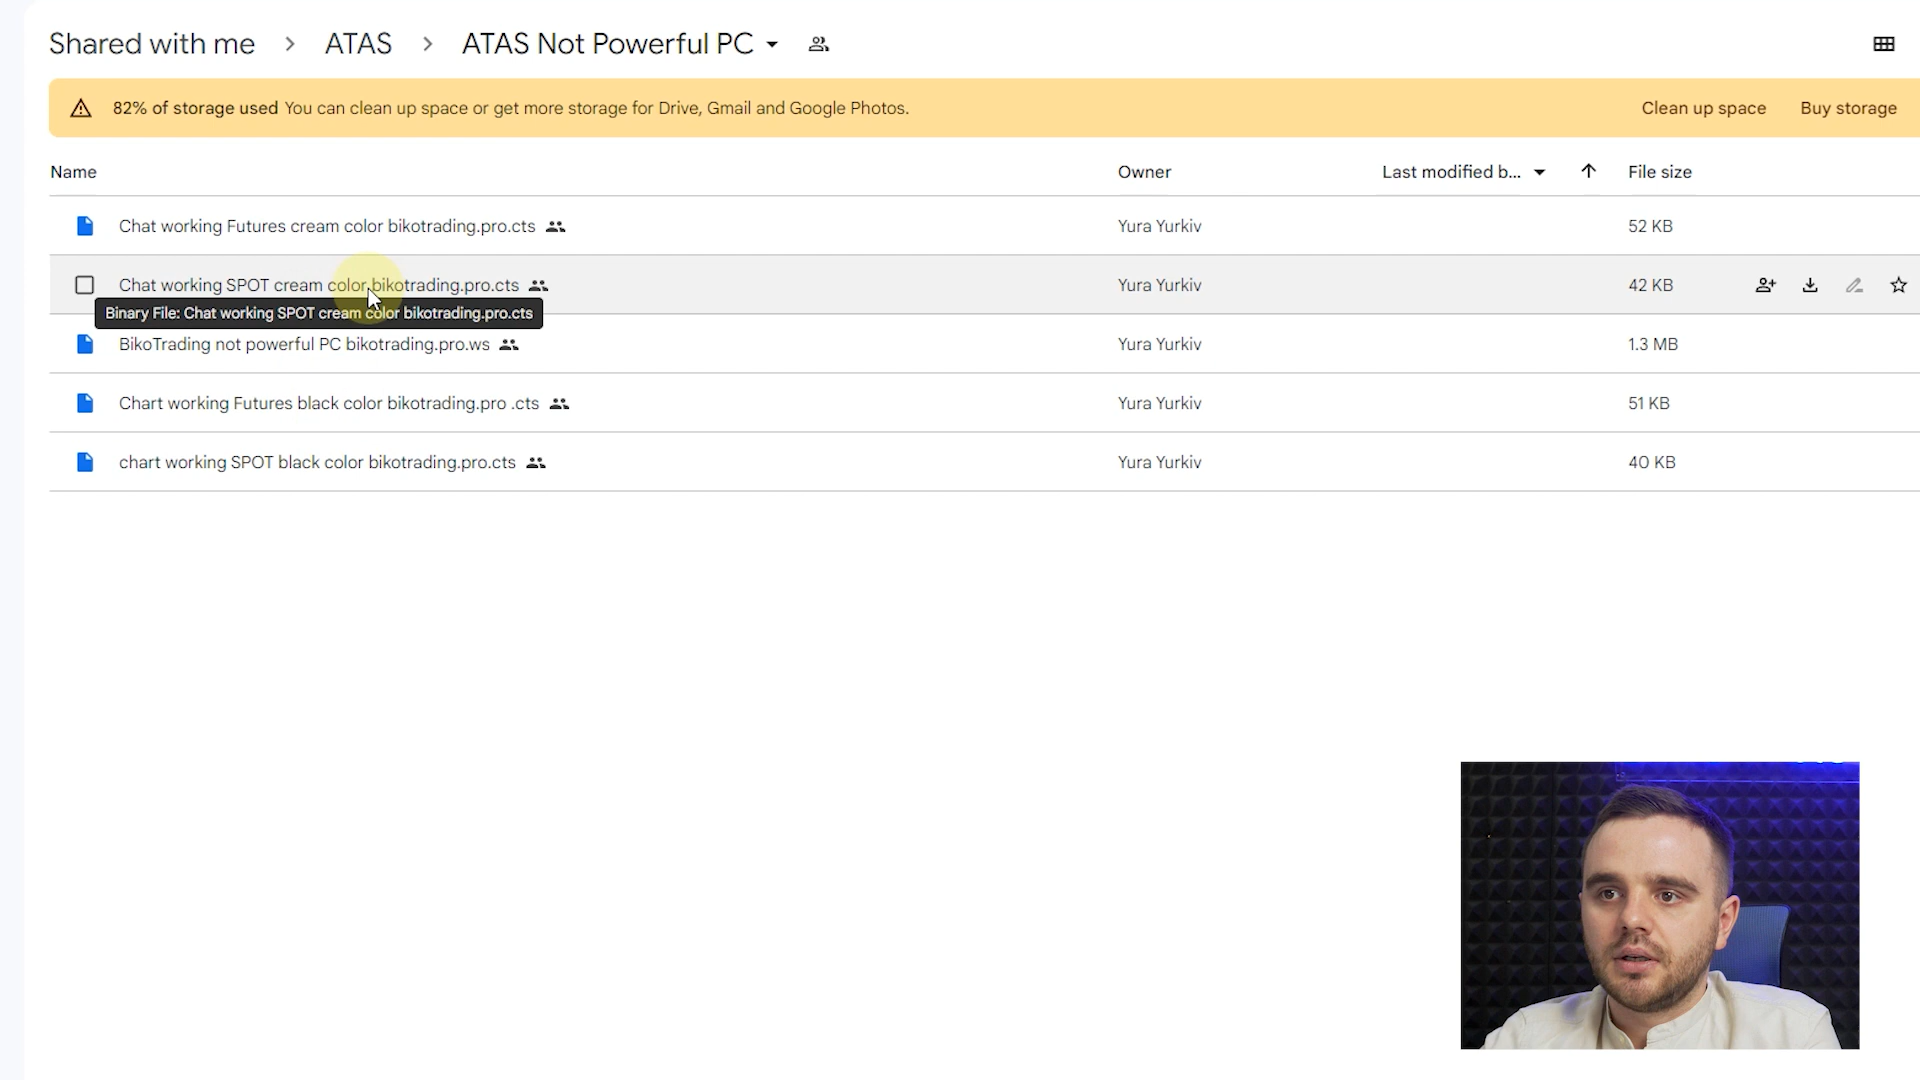 Shared with me > ATAS > ATAS Not Powerful PC
82% of storage used You can clean up space or get more storage for Drive, Gmail and Google Photos. Clean up space Buy storage
Name Owner Last modified b... File size
Chat working Futures cream color bikotrading.pro.cts Yura Yurkiv 52 KB
Chat working SPOT cream color bikotrading.pro.cts Yura Yurkiv 42 KB
Binary File: Chat working SPOT cream color bikotrading.pro.cts
BikoTrading not powerful PC bikotrading.pro.ws Yura Yurkiv 1.3 MB
Chart working Futures black color bikotrading.pro .cts Yura Yurkiv 51 KB
chart working SPOT black color bikotrading.pro.cts Yura Yurkiv 40 KB